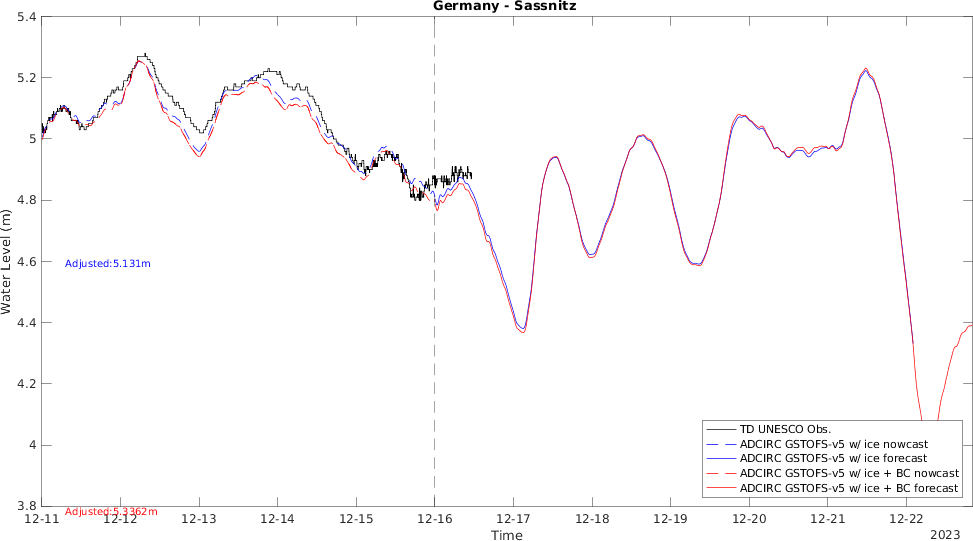 Germany - Sassnitz
5.4
5.2
5
4.8
4.6
4.4
4.2
4
3.8
Water Level (m)
Adjusted:5.131m
Adjusted:5.3362m
TD UNESCO Obs.
ADCIRC GSTOFS-v5 w/ ice nowcast
ADCIRC GSTOFS-v5 w/ ice forecast
ADCIRC GSTOFS-v5 w/ ice + BC nowcast
ADCIRC GSTOFS-v5 w/ ice + BC forecast
12-11 12-12 12-13 12-14 12-15 12-16 12-17 12-18 12-19 12-20 12-21 12-22
Time
2023